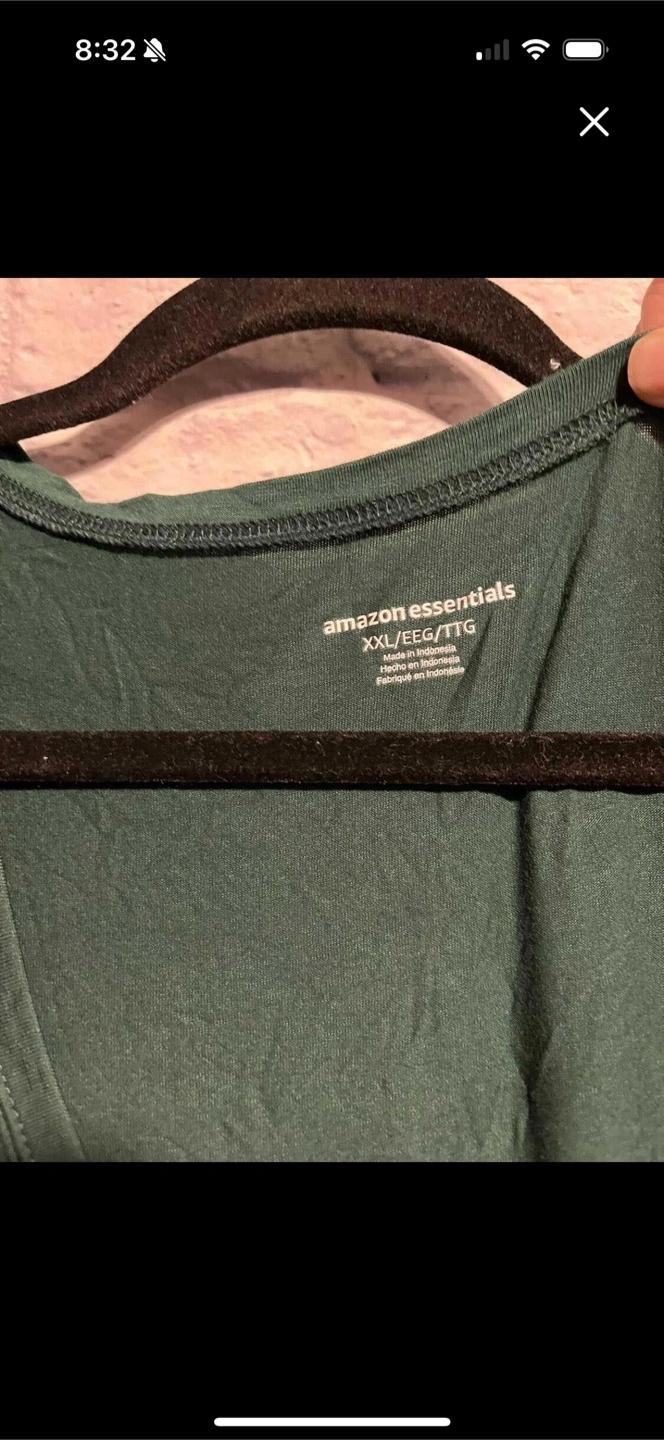 8:32
amazon essentials
XXL/EEG/TTG
Made in Indonesia
Hecho en Indonesia
Fabriqué en Indonésie